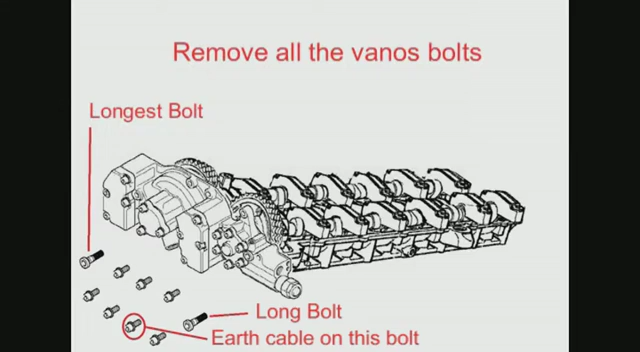 Remove all the vanos bolts
Longest Bolt
Long Bolt
Earth cable on this bolt